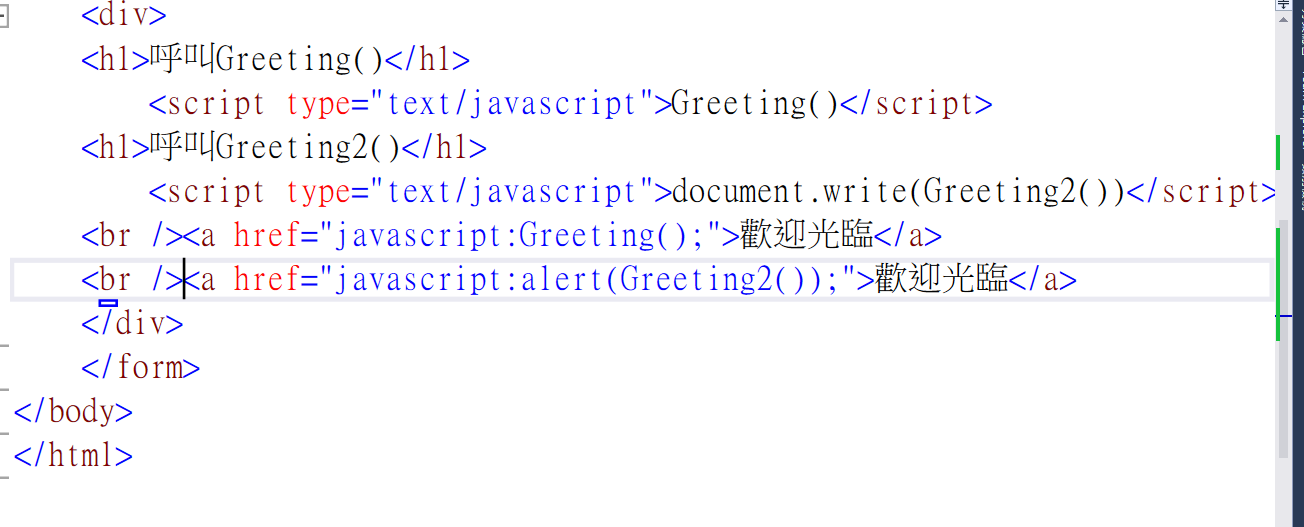 <div>
<h1>呼叫Greeting()</h1>
<script type="text/javascript">Greeting()</script>
<h1>呼叫Greeting2()</h1>
<script type="text/javascript">document.write(Greeting2())</script>
<br /><a href="javascript:Greeting();">歡迎光臨</a>
<br /><a href="javascript:alert(Greeting2());">歡迎光臨</a>
</div>
</form>
</body>
</html>